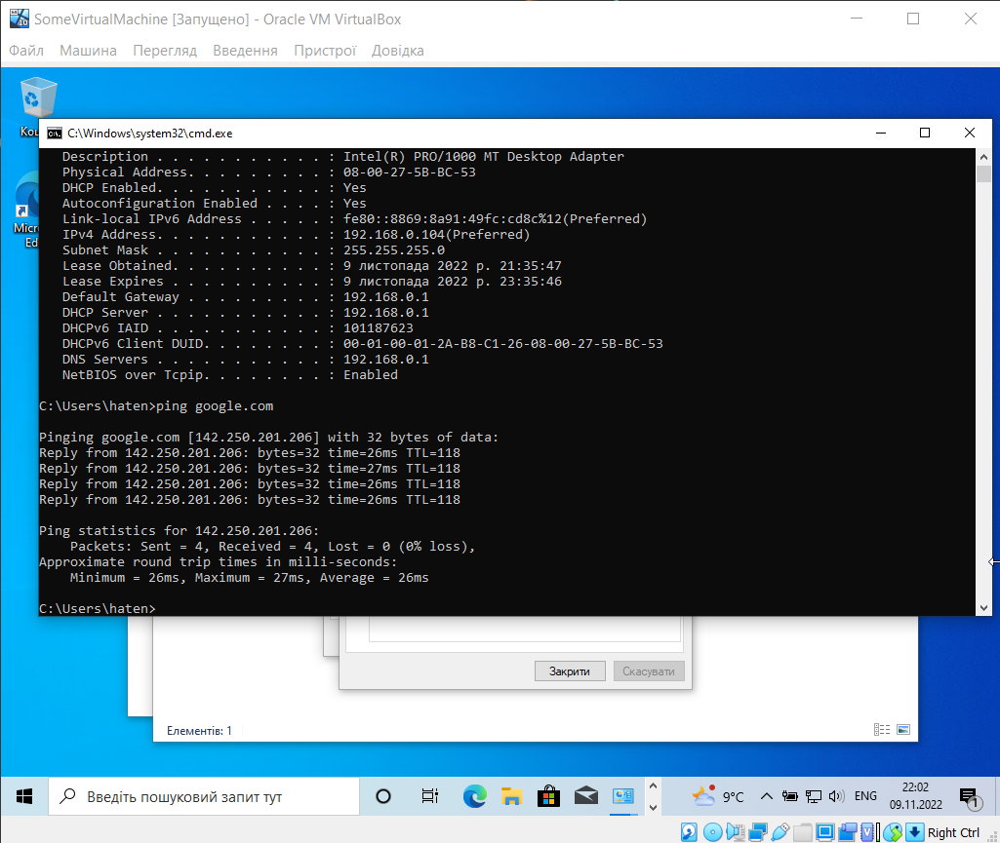 SomeVirtualMachine [Запущено] - Oracle VM VirtualBox
Файл Машина Перегляд Введення Пристрої Довідка
C:\Windows\system32\cmd.exe
Description . . . . . . . . . . . : Intel(R) PRO/1000 MT Desktop Adapter
Physical Address. . . . . . . . . : 08-00-27-5B-BC-53
DHCP Enabled. . . . . . . . . . . : Yes
Autoconfiguration Enabled . . . . : Yes
Link-local IPv6 Address . . . . . : fe80::8869:8a91:49fc:cd8c%12(Preferred)
IPv4 Address. . . . . . . . . . . : 192.168.0.104(Preferred)
Subnet Mask . . . . . . . . . . . : 255.255.255.0
Lease Obtained. . . . . . . . . . : 9 листопада 2022 р. 21:35:47
Lease Expires . . . . . . . . . . : 9 листопада 2022 р. 23:35:46
Default Gateway . . . . . . . . . : 192.168.0.1
DHCP Server . . . . . . . . . . . : 192.168.0.1
DHCPv6 IAID . . . . . . . . . . . : 101187623
DHCPv6 Client DUID. . . . . . . . : 00-01-00-01-2A-B8-C1-26-08-00-27-5B-BC-53
DNS Servers . . . . . . . . . . . : 192.168.0.1
NetBIOS over Tcpip. . . . . . . . : Enabled
C:\Users\haten>ping google.com
Pinging google.com [142.250.201.206] with 32 bytes of data:
Reply from 142.250.201.206: bytes=32 time=26ms TTL=118
Reply from 142.250.201.206: bytes=32 time=27ms TTL=118
Reply from 142.250.201.206: bytes=32 time=26ms TTL=118
Reply from 142.250.201.206: bytes=32 time=26ms TTL=118
Ping statistics for 142.250.201.206:
Packets: Sent = 4, Received = 4, Lost = 0 (0% loss),
Approximate round trip times in milli-seconds:
Minimum = 26ms, Maximum = 27ms, Average = 26ms
C:\Users\haten>
Закрити Скасувати
Елементів: 1
Введіть пошуковий запит тут
9°C
ENG
22:02
09.11.2022
1
Right Ctrl